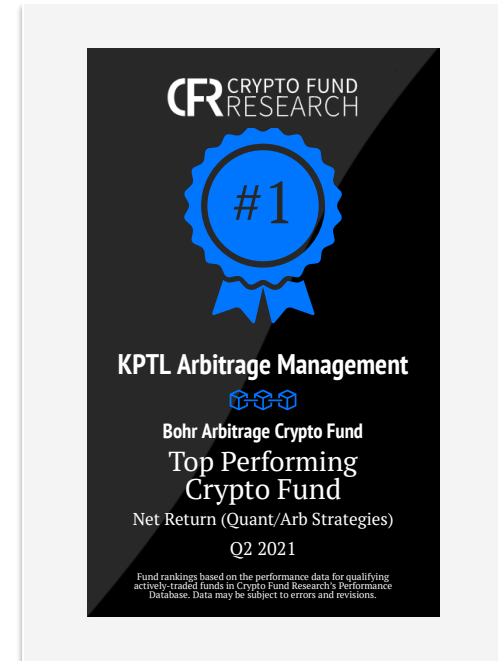 CFR CRYPTO FUND
RESEARCH
#1
KPTL Arbitrage Management
Bohr Arbitrage Crypto Fund
Top Performing
Crypto Fund
Net Return (Quant/Arb Strategies)
Q2 2021
Fund rankings based on the performance data for qualifying
actively-traded funds in Crypto Fund Research's Performance
Database. Data may be subject to errors and revisions.